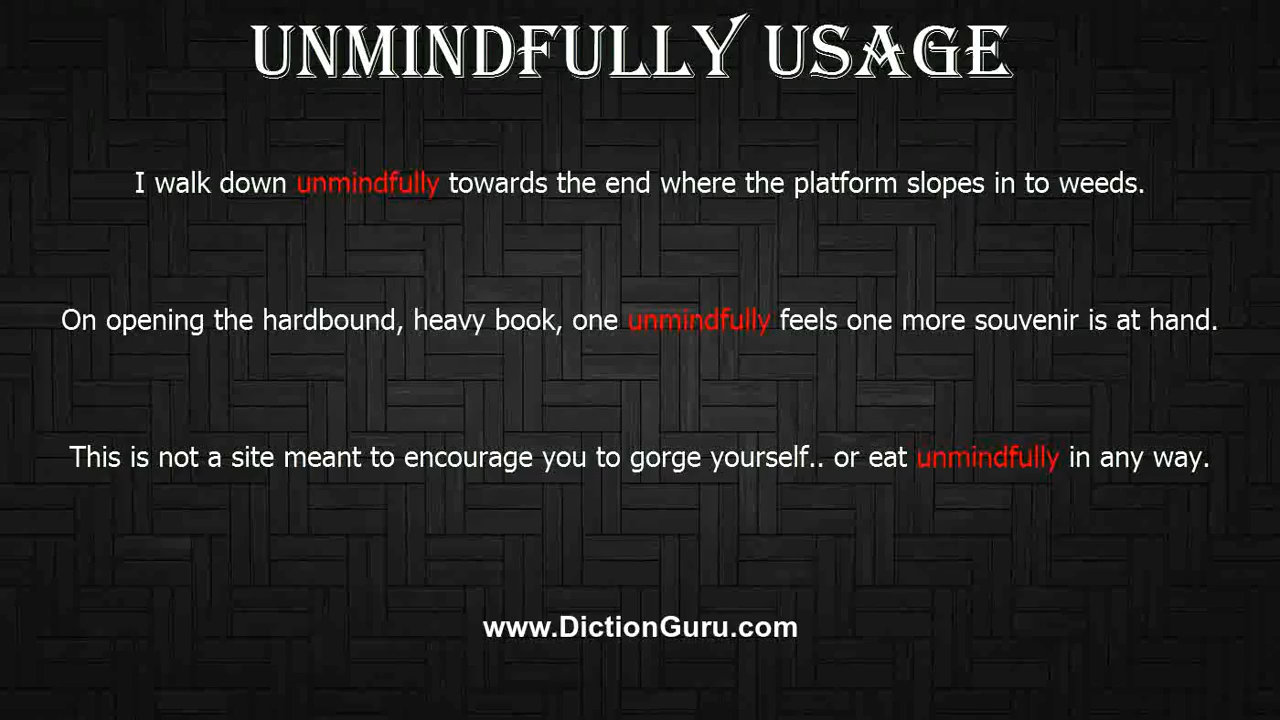 UNMINDFULLY USAGE
I walk down unmindfully towards the end where the platform slopes in to weeds.
On opening the hardbound, heavy book, one unmindfully feels one more souvenir is at hand.
This is not a site meant to encourage you to gorge yourself.. or eat unmindfully in any way.
www.DictionGuru.com